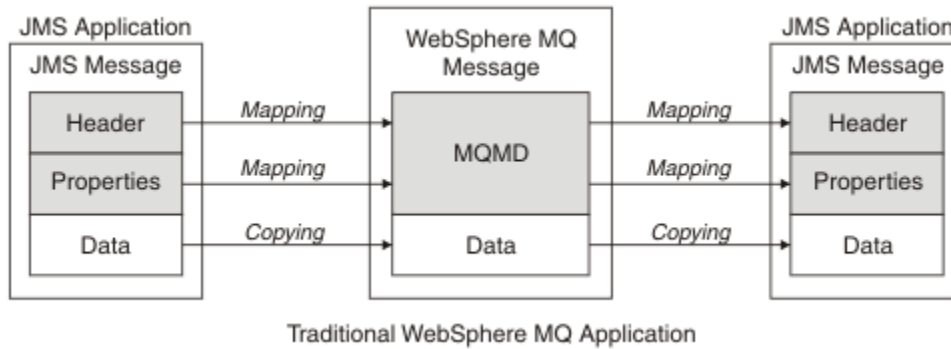 JMS Application
JMS Message
Header
Properties
Data
Mapping
Mapping
Copying
WebSphere MQ
Message
MQMD
Data
Mapping
Mapping
Copying
JMS Application
JMS Message
Header
Properties
Data
Traditional WebSphere MQ Application